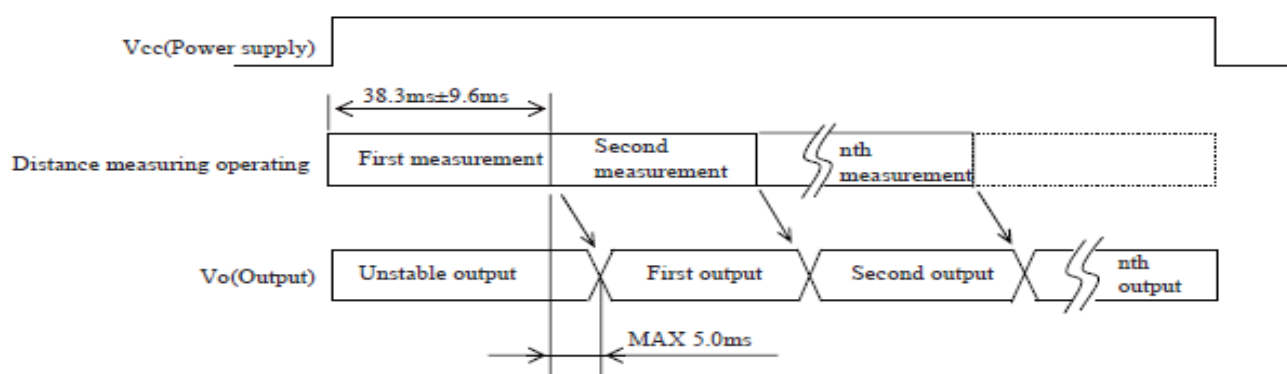 Vcc(Power supply)
38.3ms±9.6ms
Distance measuring operating
First measurement
Second
measurement
nth
measurement
Vo(Output)
Unstable output
First output
Second output
nth
output
MAX 5.0ms